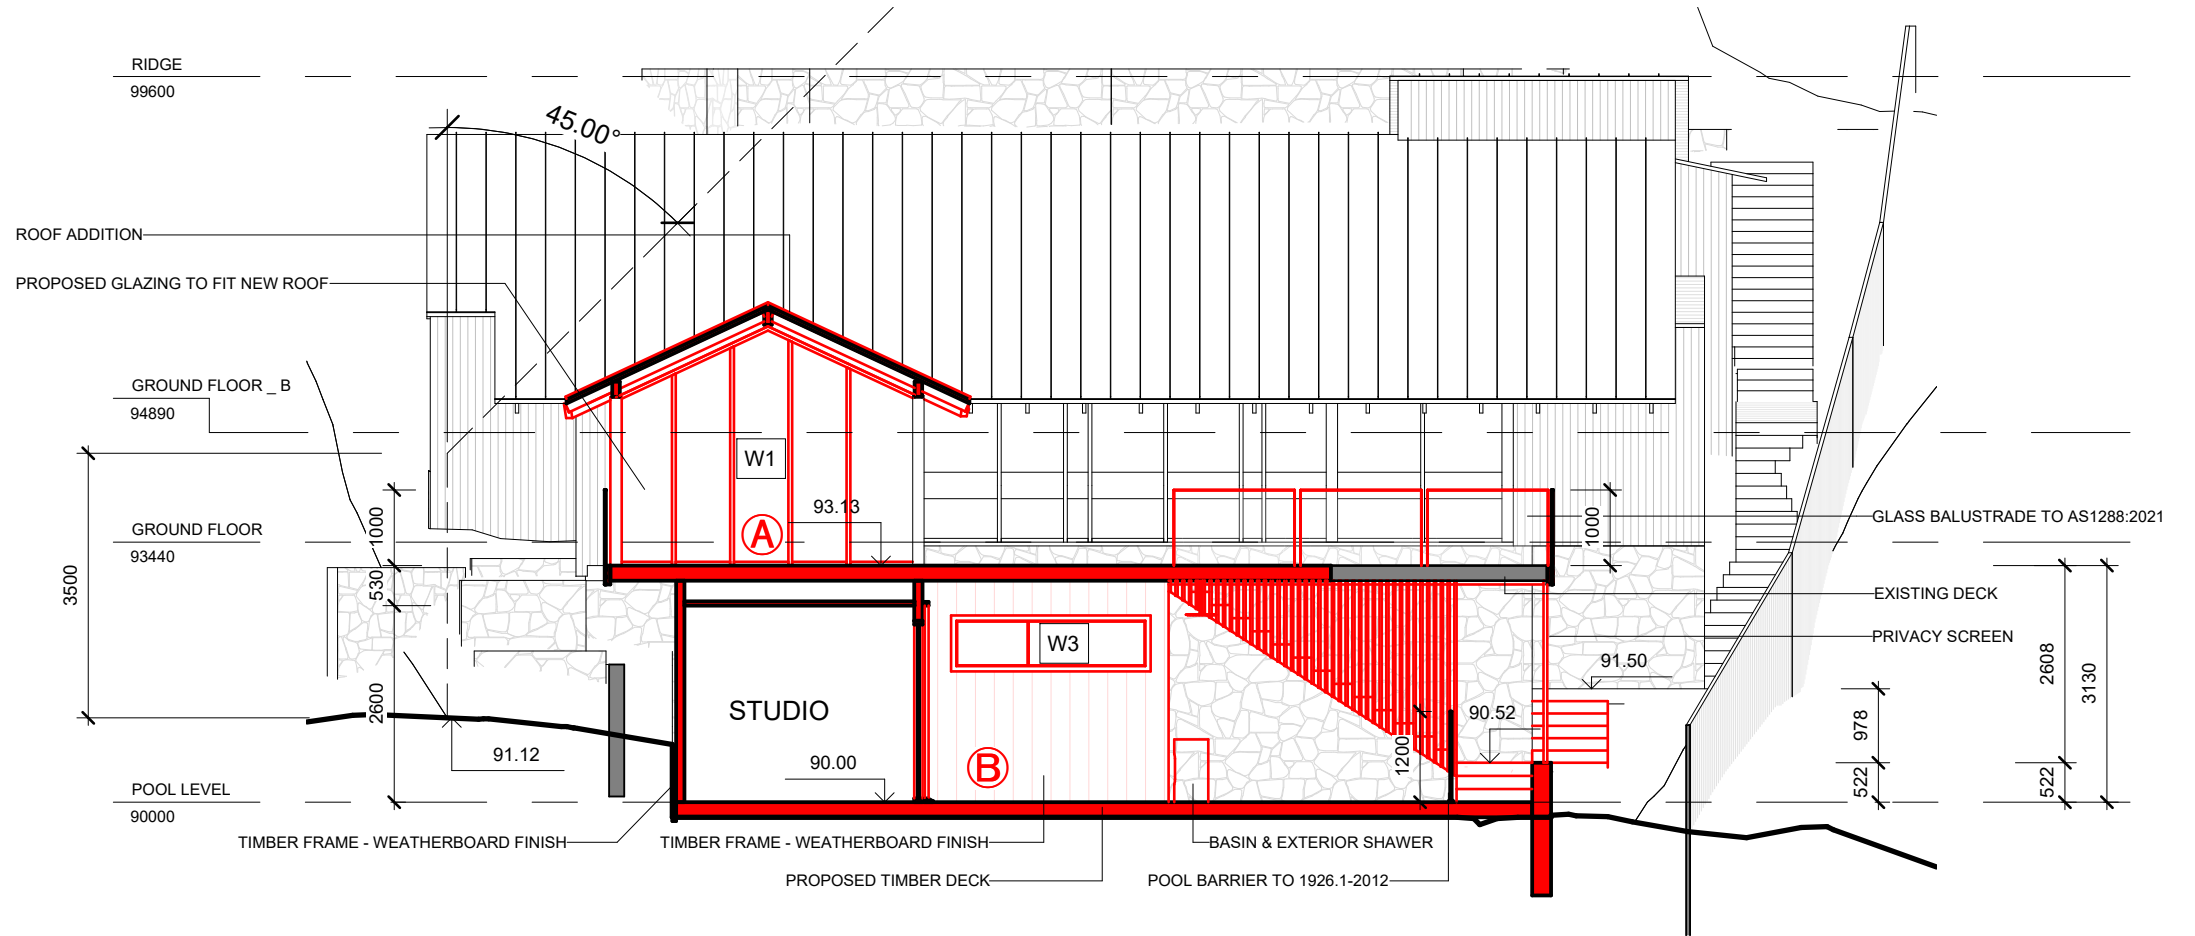 RIDGE
99600
45.00°
ROOF ADDITION
PROPOSED GLAZING TO FIT NEW ROOF
GROUND FLOOR _ B
94890
W1
93.13
A
GROUND FLOOR
93440
1000
530
3500
2600
1000
GLASS BALUSTRADE TO AS1288:2021
EXISTING DECK
PRIVACY SCREEN
W3
91.50
2608
3130
STUDIO
90.52
978
1200
91.12
90.00
B
522
522
POOL LEVEL
90000
TIMBER FRAME - WEATHERBOARD FINISH
TIMBER FRAME - WEATHERBOARD FINISH
BASIN & EXTERIOR SHAWER
PROPOSED TIMBER DECK
POOL BARRIER TO 1926.1-2012